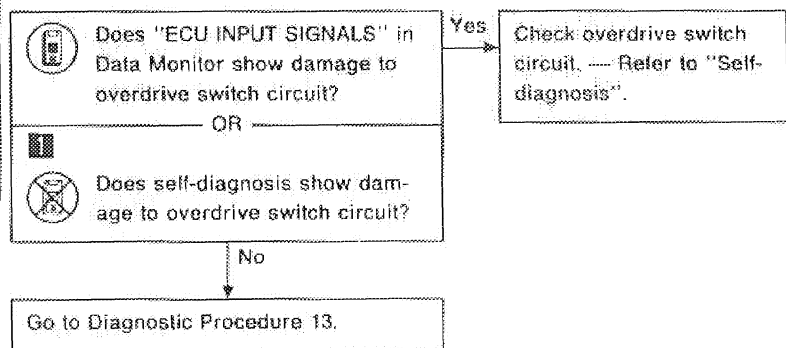 Does "ECU INPUT SIGNALS" in
Data Monitor show damage to
overdrive switch circuit?
OR
1
Does self-diagnosis show dam-
age to overdrive switch circuit?
Yes
Check overdrive switch
circuit. — Refer to "Self-
diagnosis".
No
Go to Diagnostic Procedure 13.